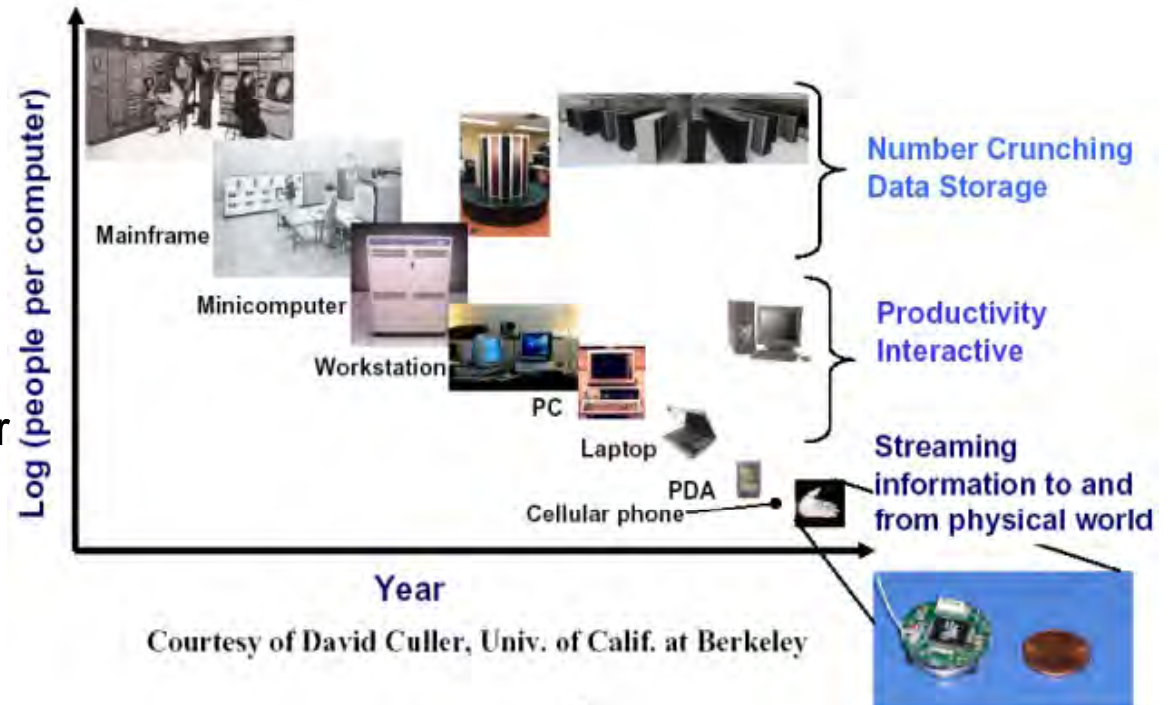 Log (people per computer)
r
Mainframe
Minicomputer
Workstation
PC
Laptop
PDA
Cellular phone
Number Crunching
Data Storage
Productivity
Interactive
Streaming
information to and
from physical world
Year
Courtesy of David Culler, Univ. of Calif. at Berkeley